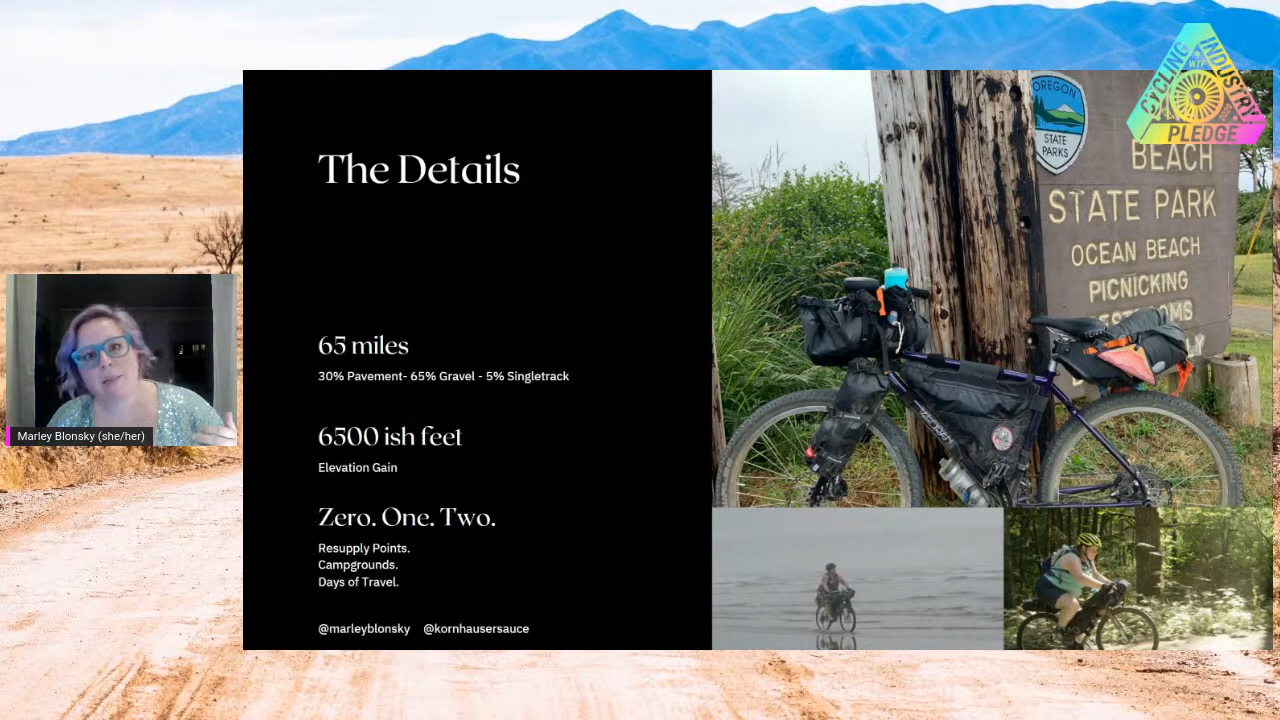 The Details
65 miles
30% Pavement- 65% Gravel - 5% Singletrack
6500 ish feet
Elevation Gain
Zero. One. Two.
Resupply Points.
Campgrounds.
Days of Travel.
@marleyblonsky @kornhausersauce
Marley Blonsky (she/her)
OREGON
STATE
PARKS
BEACH
STATE PARK
OCEAN BEACH
PICNICKING
CYCLING
INDUSTRY
WTF
2020
PLEDGE